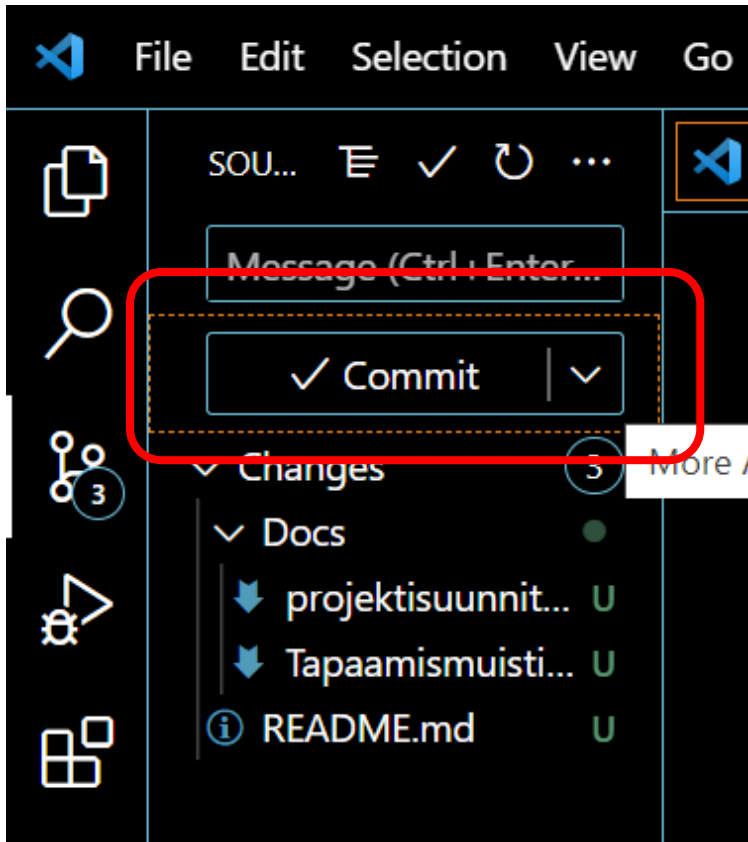 File Edit Selection View Go
SOU...
Message (Ctrl+Enter...
Commit
Changes 3 More A
3
Docs
projektisuunnit... U
Tapaamismuisti... U
README.md U